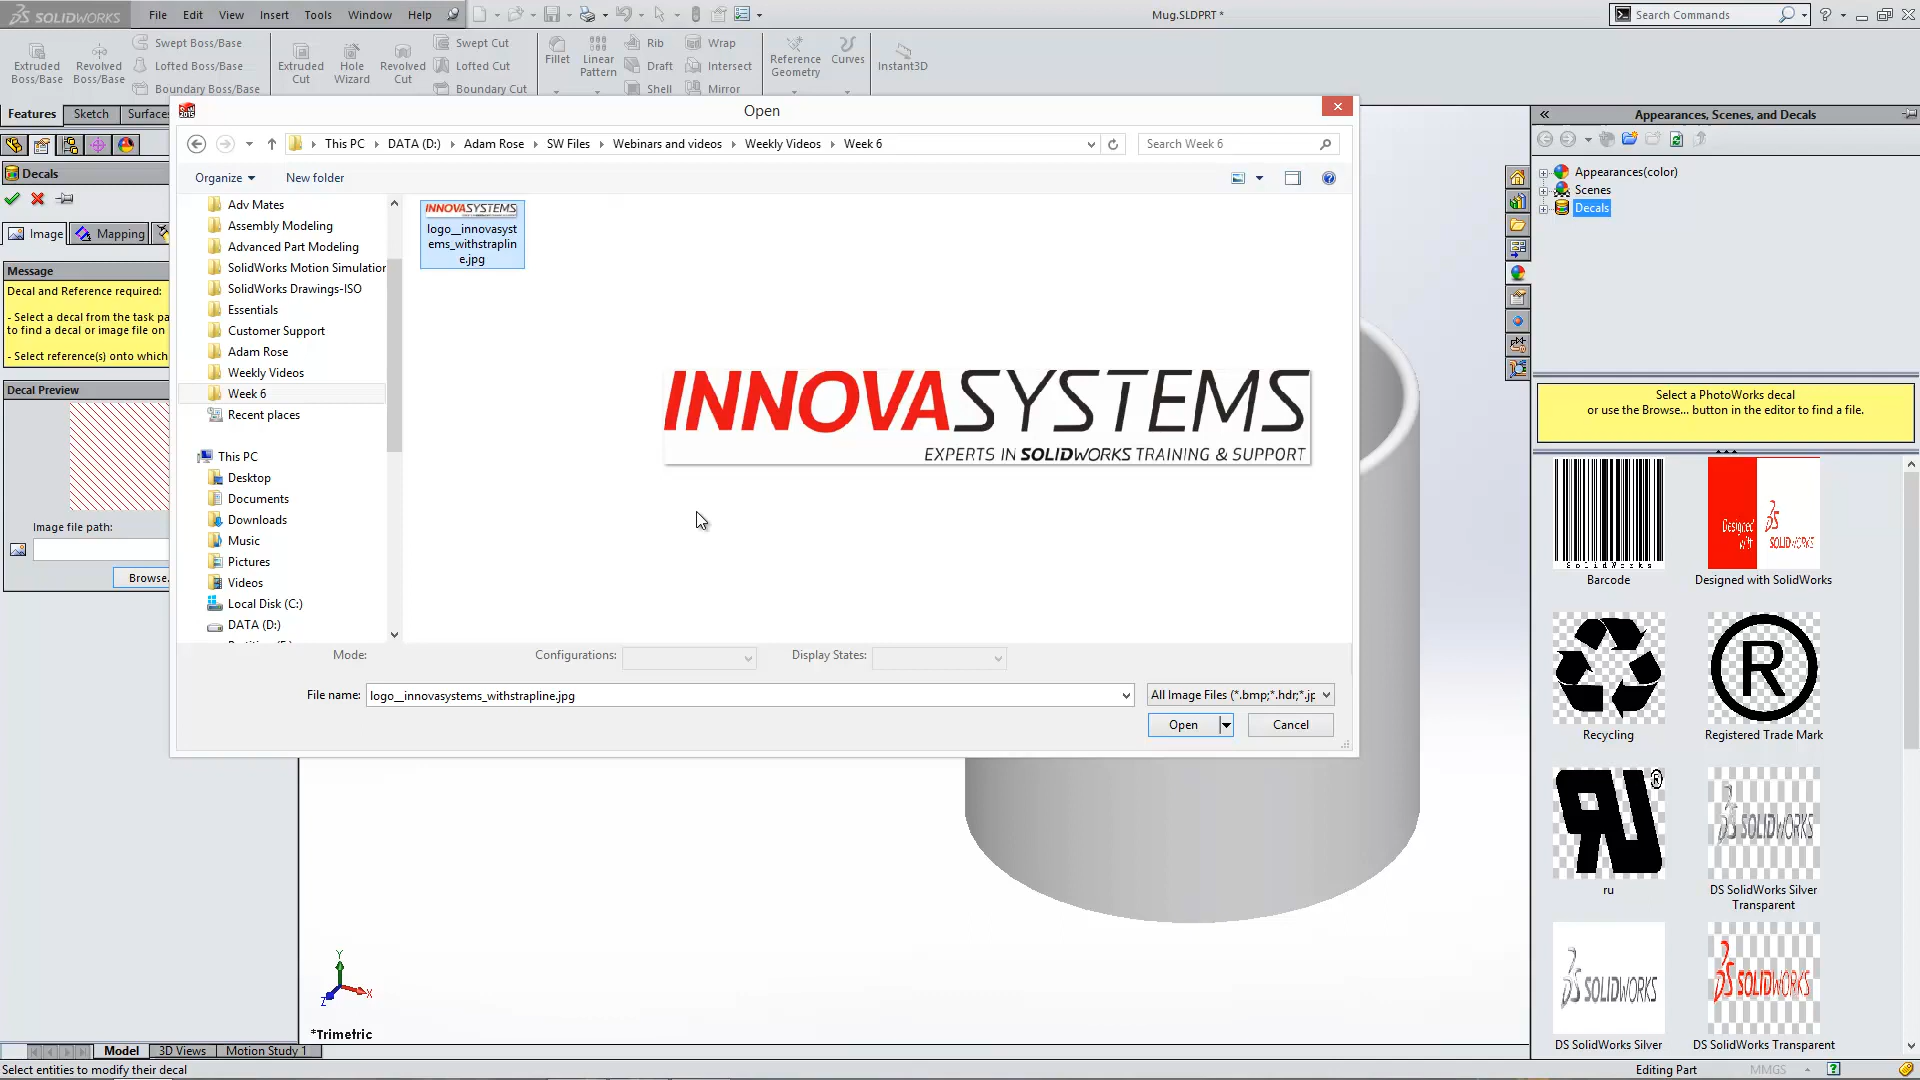 SOLIDWORKS
File Edit View Insert Tools Window Help
Mug.SLDPRT *
Search Commands
Extruded Boss/Base
Revolved Boss/Base
Swept Boss/Base
Lofted Boss/Base
Boundary Boss/Base
Extruded Cut
Hole Wizard
Revolved Cut
Swept Cut
Lofted Cut
Boundary Cut
Fillet
Linear Pattern
Rib
Draft
Shell
Wrap
Intersect
Mirror
Reference Geometry
Curves
Instant3D
Features Sketch Surfaces
Decals
Image Mapping
Message
Decal and Reference required:
- Select a decal from the task pa
to find a decal or image file on
- Select reference(s) onto which
Decal Preview
Image file path:
Browse.
Open
This PC DATA (D:) Adam Rose SW Files Webinars and videos Weekly Videos Week 6
Search Week 6
Organize New folder
Adv Mates
Assembly Modeling
Advanced Part Modeling
SolidWorks Motion Simulation
SolidWorks Drawings-ISO
Essentials
Customer Support
Adam Rose
Weekly Videos
Week 6
Recent places
This PC
Desktop
Documents
Downloads
Music
Pictures
Videos
Local Disk (C:)
DATA (D:)
INNOVASYSTEMS
logo__innovasyst
ems_withstraplin
e.jpg
INNOVASYSTEMS
EXPERTS IN SOLIDWORKS TRAINING & SUPPORT
Mode:
Configurations:
Display States:
File name: logo__innovasystems_withstrapline.jpg
All Image Files (*.bmp;*.hdr;*.jp
Open Cancel
Appearances, Scenes, and Decals
Appearances(color)
Scenes
Decals
Select a PhotoWorks decal
or use the Browse... button in the editor to find a file.
SolidWorks
Barcode
Designed with
SOLIDWORKS
Designed with SolidWorks
Recycling
R
Registered Trade Mark
®
ru
SOLIDWORKS
DS SolidWorks Silver
Transparent
SOLIDWORKS
DS SolidWorks Silver
SOLIDWORKS
DS SolidWorks Transparent
Y
X
Z
*Trimetric
Model 3D Views Motion Study 1
Select entities to modify their decal
Editing Part
MMGS